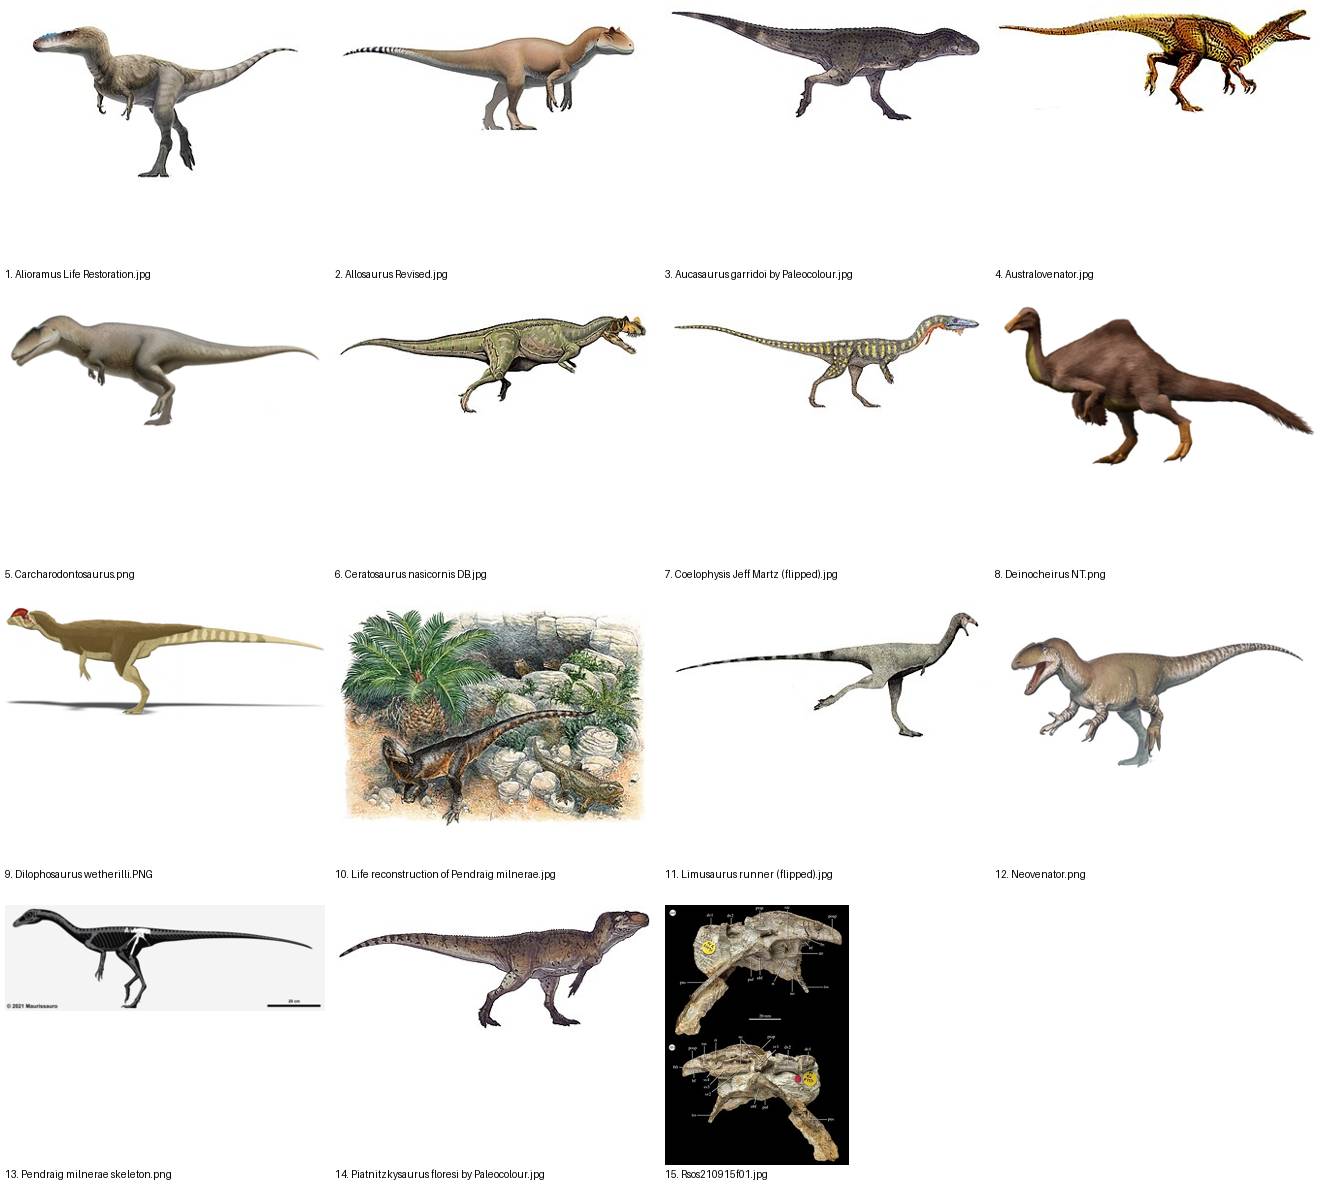 1. Alioramus Life Restoration.jpg
2. Allosaurus Revised.jpg
3. Aucasaurus garridoi by Paleocolour.jpg
4. Australovenator.jpg
5. Carcharodontosaurus.png
6. Ceratosaurus nasicornis DB.jpg
7. Coelophysis Jeff Martz (flipped).jpg
8. Deinocheirus NT.png
9. Dilophosaurus wetherilli.PNG
10. Life reconstruction of Pendraig milnerae.jpg
11. Limusaurus runner (flipped).jpg
12. Neovenator.png
© 2021 Maurissauro
20 cm
13. Pendraig milnerae skeleton.png
14. Piatnitzkysaurus floresi by Paleocolour.jpg
15. Rsos210915f01.jpg